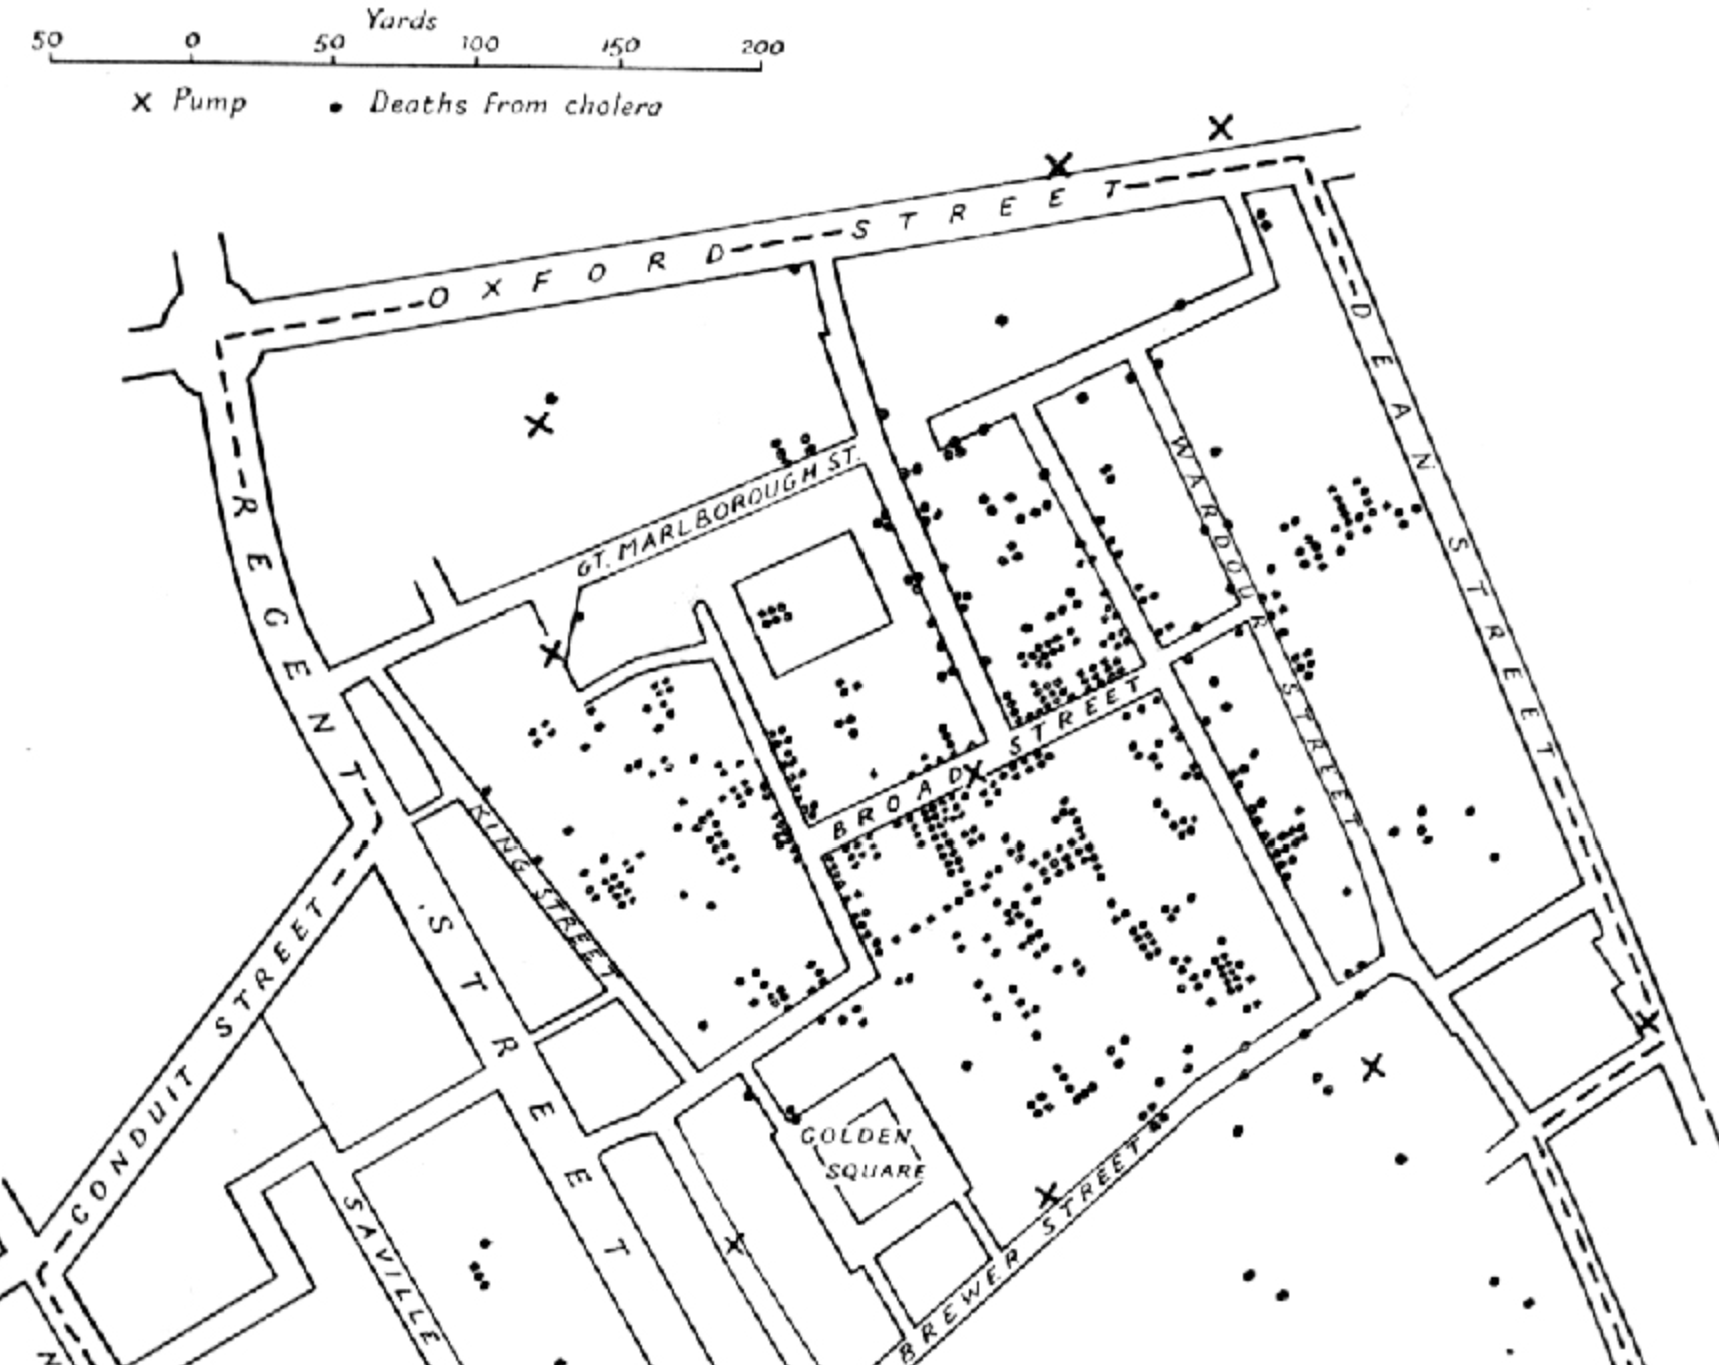 Yards
50 0 50 100 150 200
X Pump • Deaths from cholera
OXFORD STREET
REGENT STREET
GT. MARLBOROUGH ST.
WARDOUR STREET
DEAN STREET
BROAD STREET
KING STREET
CONDUIT STREET
GOLDEN
SQUARE
SAVILLE
BREWER STREET
N